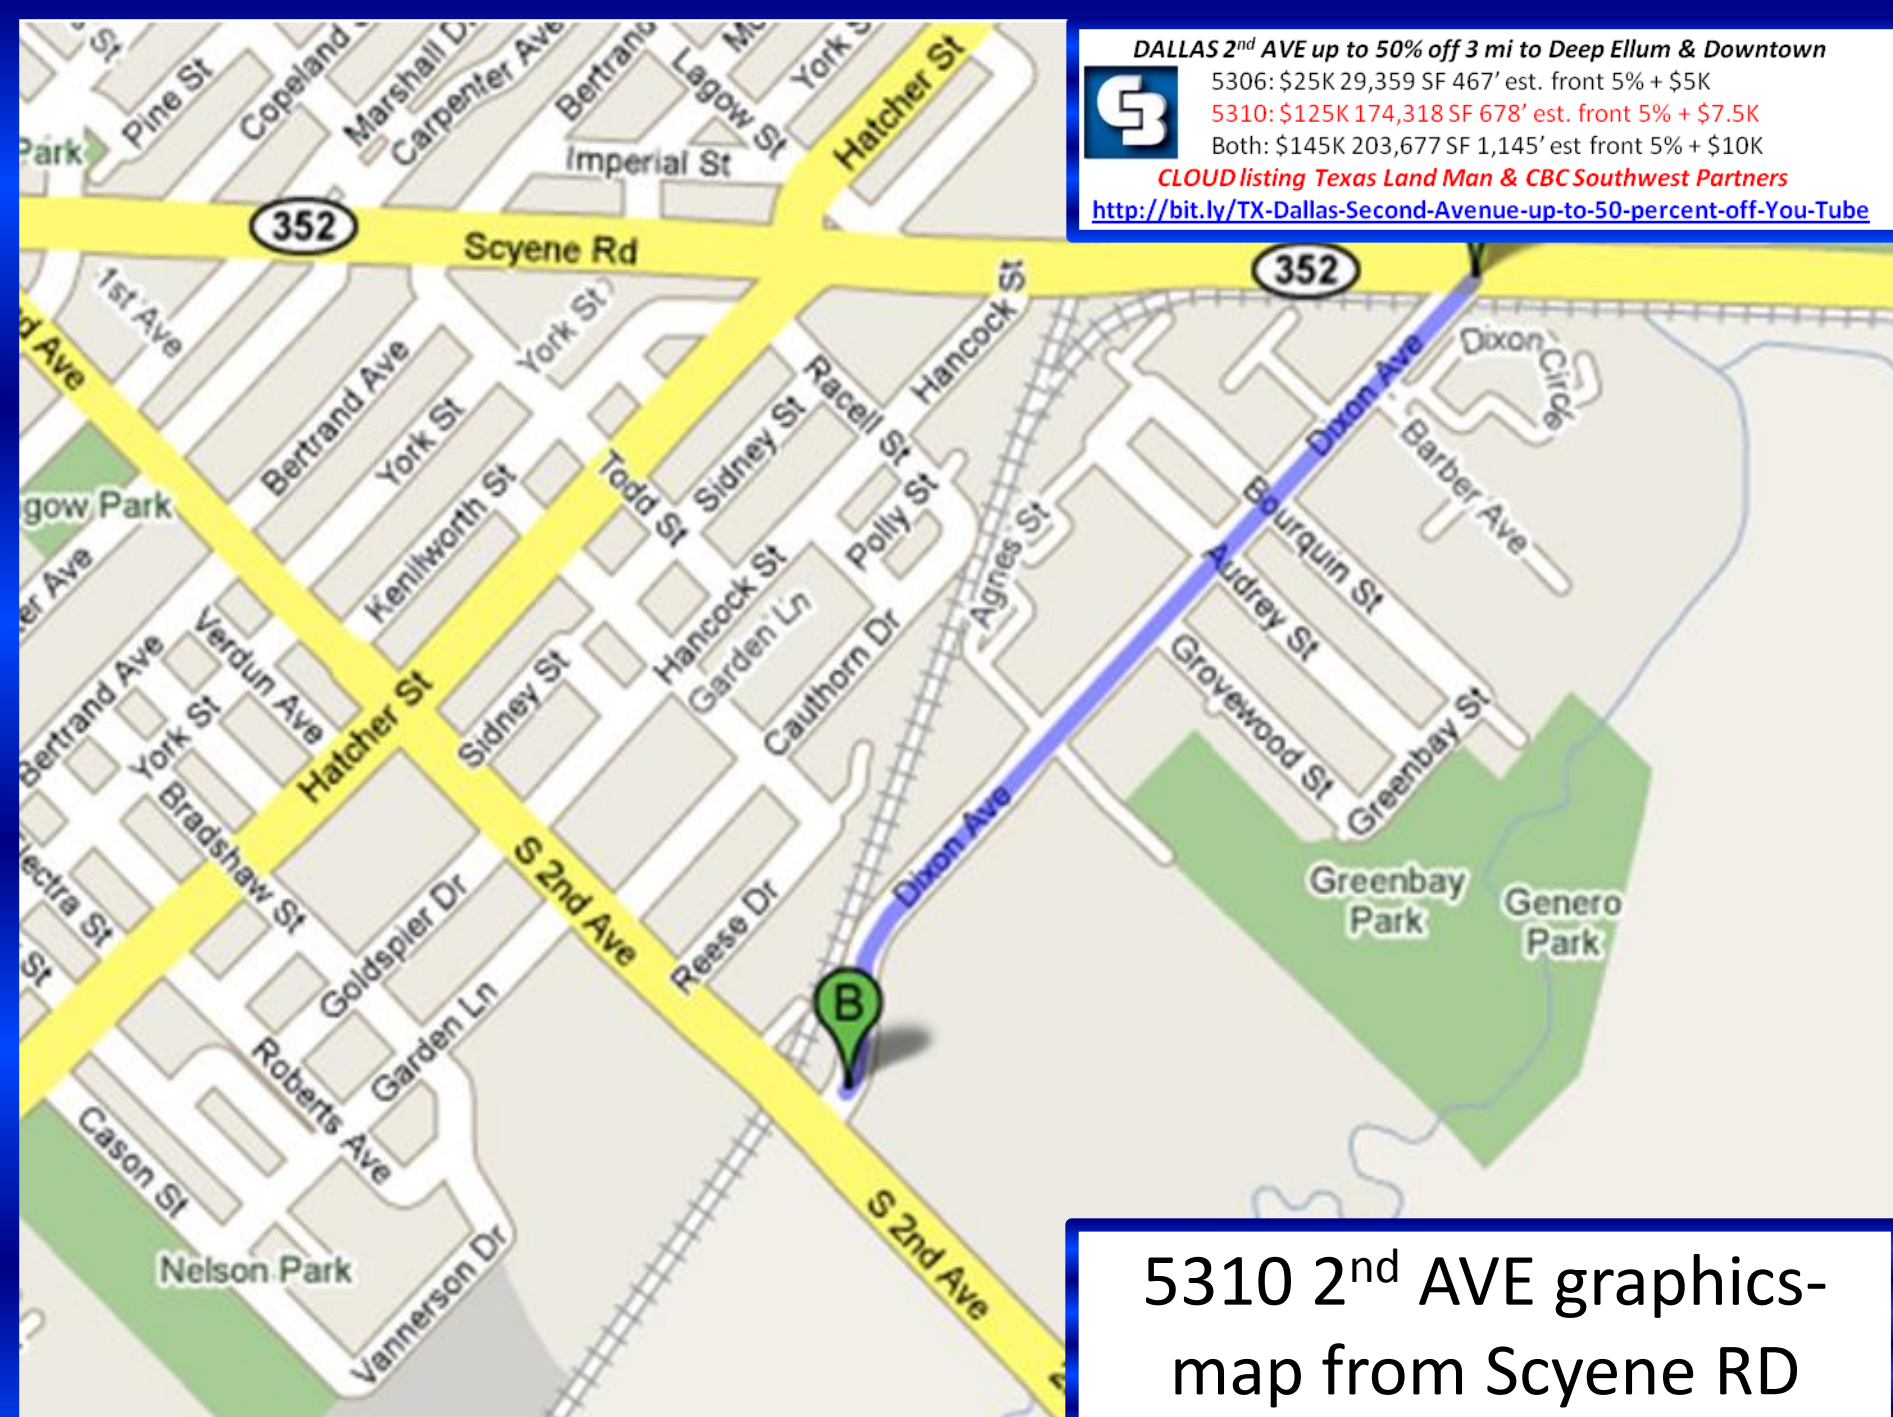 DALLAS 2nd AVE up to 50% off 3 mi to Deep Ellum & Downtown
5306: $25K 29,359 SF 467’ est. front 5% + $5K
5310: $125K 174,318 SF 678’ est. front 5% + $7.5K
Both: $145K 203,677 SF 1,145’ est front 5% + $10K
CLOUD listing Texas Land Man & CBC Southwest Partners
http://bit.ly/TX-Dallas-Second-Avenue-up-to-50-percent-off-You-Tube
CB
St
Pine St
Copeland
Marshall D
Carpenter Ave
Bertrand
Lagow St
York S
Hatcher St
Park
Imperial St
352
Scyene Rd
352
1st Ave
York St
Hancock St
Dixon Ave
Dixon Circle
d Ave
Bertrand Ave
York St
Racell St
Sidney St
Barber Ave
gow Park
Kenilworth St
Todd St
Polly St
Agnes St
Bourquin St
Audrey St
er Ave
Verdun Ave
Hancock St
Garden Ln
Cauthorn Dr
Grovewood St
Greenbay St
Bertrand Ave
York St
Hatcher St
Sidney St
Bradshaw St
S 2nd Ave
Dixon Ave
Greenbay
Park
Genero
Park
lectra St
St
Goldspier Dr
Reese Dr
Garden Ln
B
Roberts Ave
Cason St
S 2nd Ave
Nelson Park
Vannerson Dr
5310 2nd AVE graphics-
map from Scyene RD